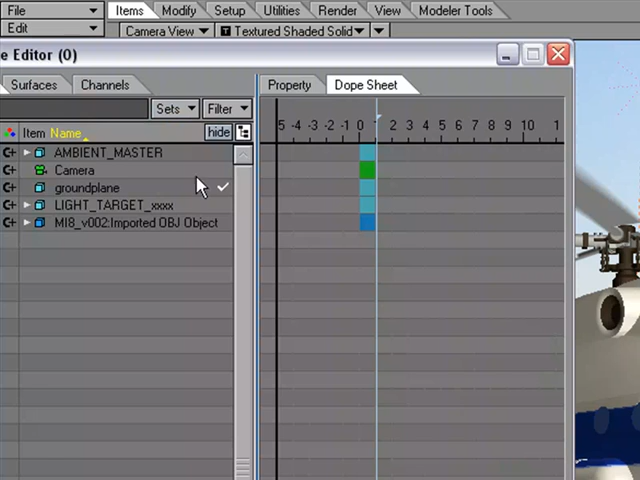 File Items Modify Setup Utilities Render View Modeler Tools
Edit Camera View Textured Shaded Solid
e Editor (0)
Surfaces Channels Property Dope Sheet
Sets Filter
Item Name hide
5 -4 -3 -2 -1 0 2 3 4 5 6 7 8 9 10 1
C+ AMBIENT_MASTER
C+ Camera
C+ groundplane
C+ LIGHT_TARGET_xxxx
C+ MI8_v002:Imported OBJ Object